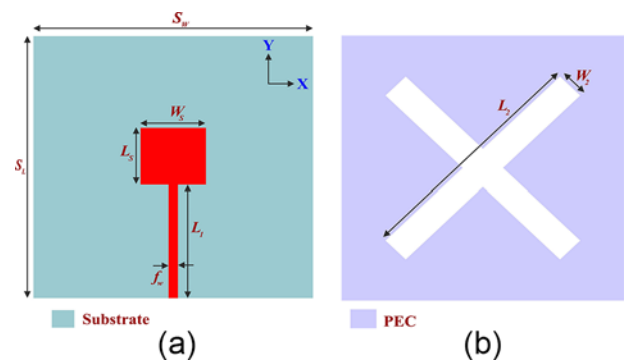 S_W
Y
X
W_S
L_S
S_L
L_1
f_w
Substrate
(a)
L_2
W_2
PEC
(b)